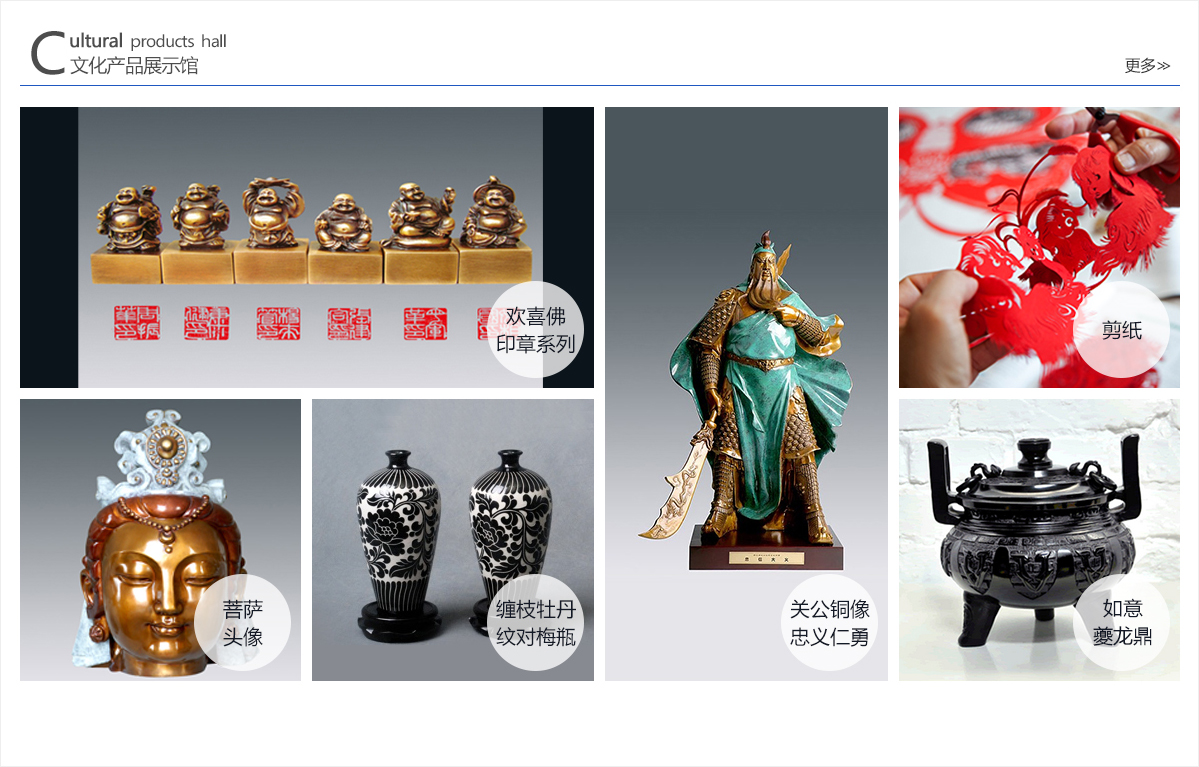 Cultural products hall
文化产品展示馆
更多>>
欢喜佛
印章系列
剪纸
菩萨
头像
缠枝牡丹
纹对梅瓶
关公铜像
忠义仁勇
如意
夔龙鼎